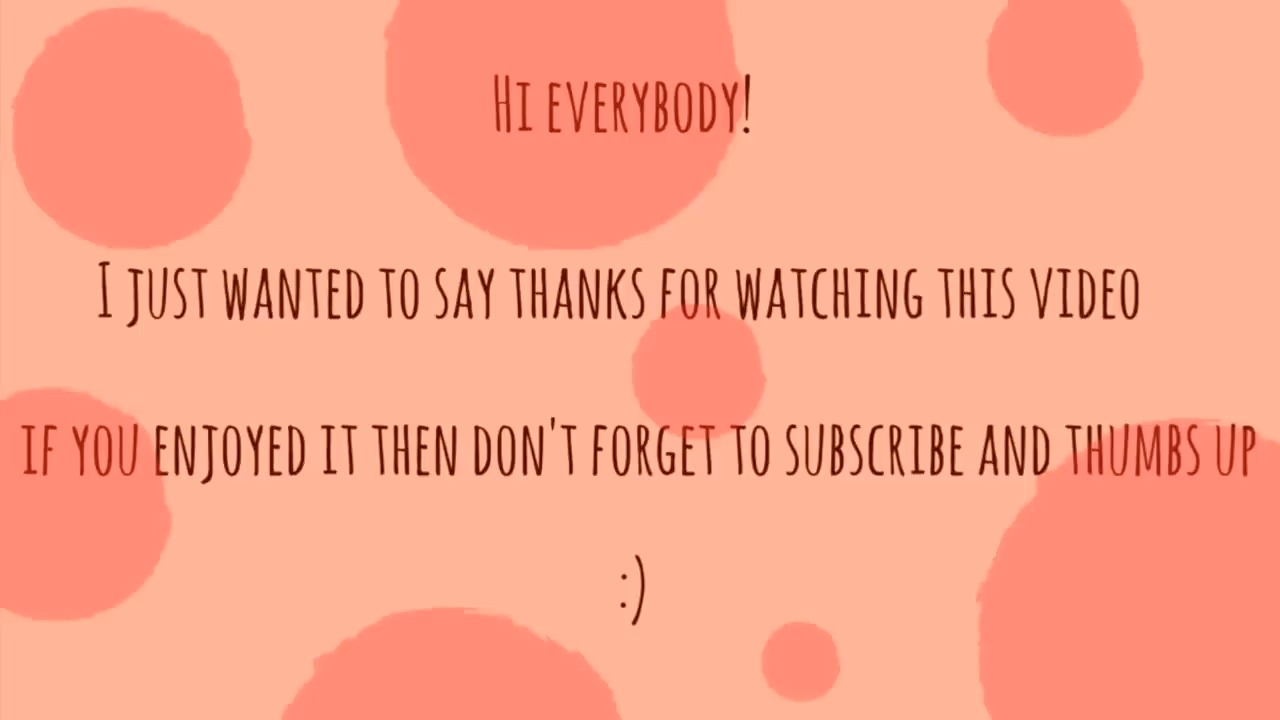 Hi everybody!
I just wanted to say thanks for watching this video
if you enjoyed it then don't forget to subscribe and thumbs up
:)